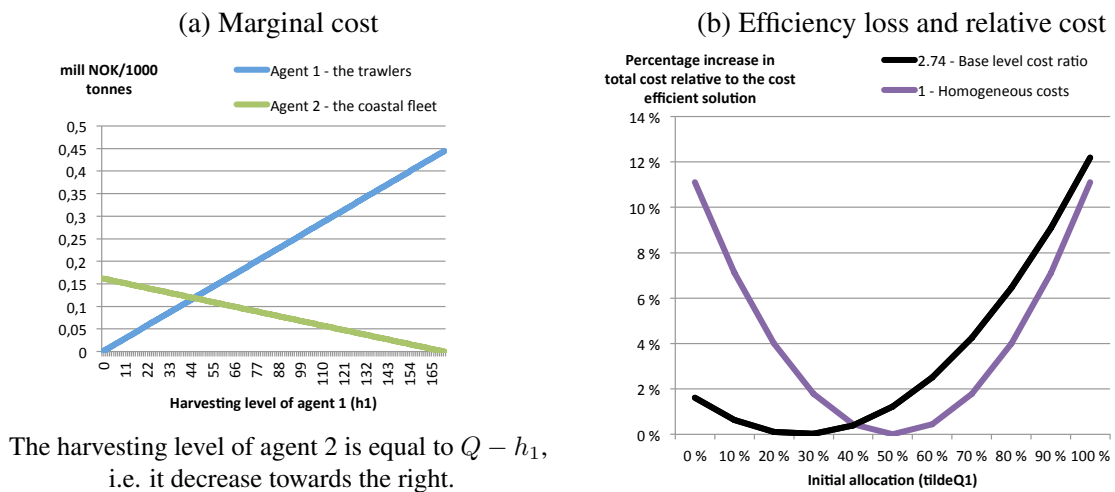 (a) Marginal cost
mill NOK/1000
tonnes
Agent 1 - the trawlers
Agent 2 - the coastal fleet
0,5
0,45
0,4
0,35
0,3
0,25
0,2
0,15
0,1
0,05
0
0 11 22 33 44 55 66 77 88 99 110 121 132 143 154 165
Harvesting level of agent 1 (h1)
The harvesting level of agent 2 is equal to Q − h₁,
i.e. it decrease towards the right.
(b) Efficiency loss and relative cost
Percentage increase in
total cost relative to the cost
efficient solution
2.74 - Base level cost ratio
1 - Homogeneous costs
14 %
12 %
10 %
8 %
6 %
4 %
2 %
0 %
0 % 10 % 20 % 30 % 40 % 50 % 60 % 70 % 80 % 90 % 100 %
Initial allocation (tildeQ1)